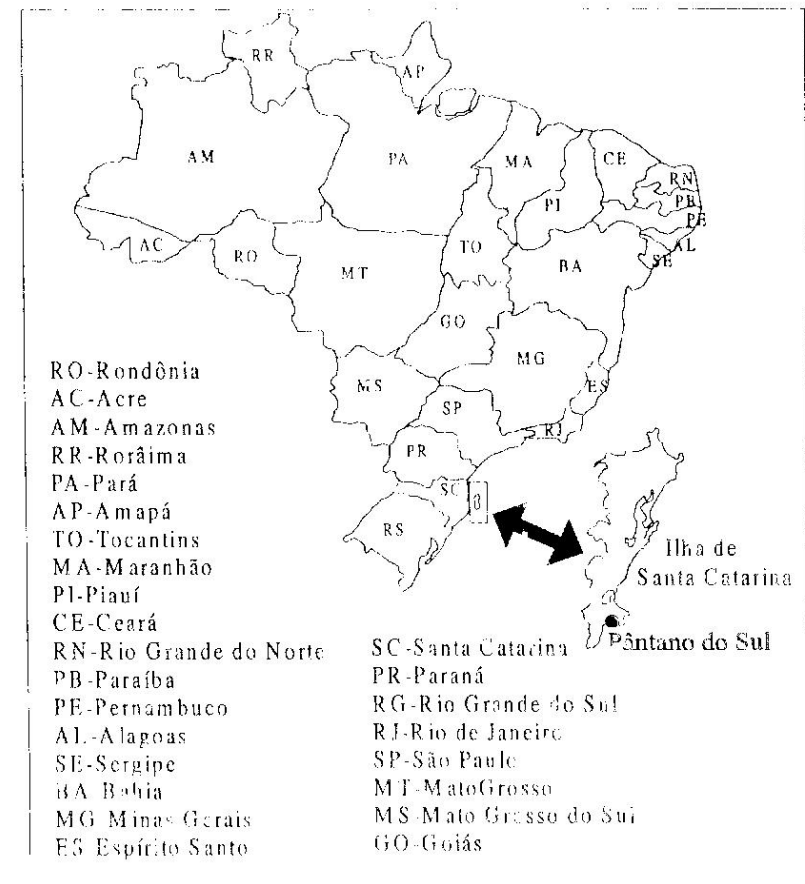 RR
AP
AM
PA
MA
CE
RN
PB
PI
PE
AC
RO
TO
AL
SE
MT
BA
GO
MG
MS
ES
SP
RJ
PR
SC
RS
Ilha de
Santa Catarina
Pântano do Sul
RO-Rondônia
AC-Acre
AM-Amazonas
RR-Rorâima
PA-Pará
AP-Amapá
TO-Tocantins
MA-Maranhão
PI-Piauí
CE-Ceará
RN-Rio Grande do Norte
PB-Paraíba
PE-Pernambuco
AL-Alagoas
SE-Sergipe
BA Bahia
MG Minas Gerais
ES Espírito Santo
SC-Santa Catarina
PR-Paraná
RG-Rio Grande do Sul
RJ-Rio de Janeiro
SP-São Paulo
MT-MatoGrosso
MS-Mato Grosso do Sul
GO-Goiás